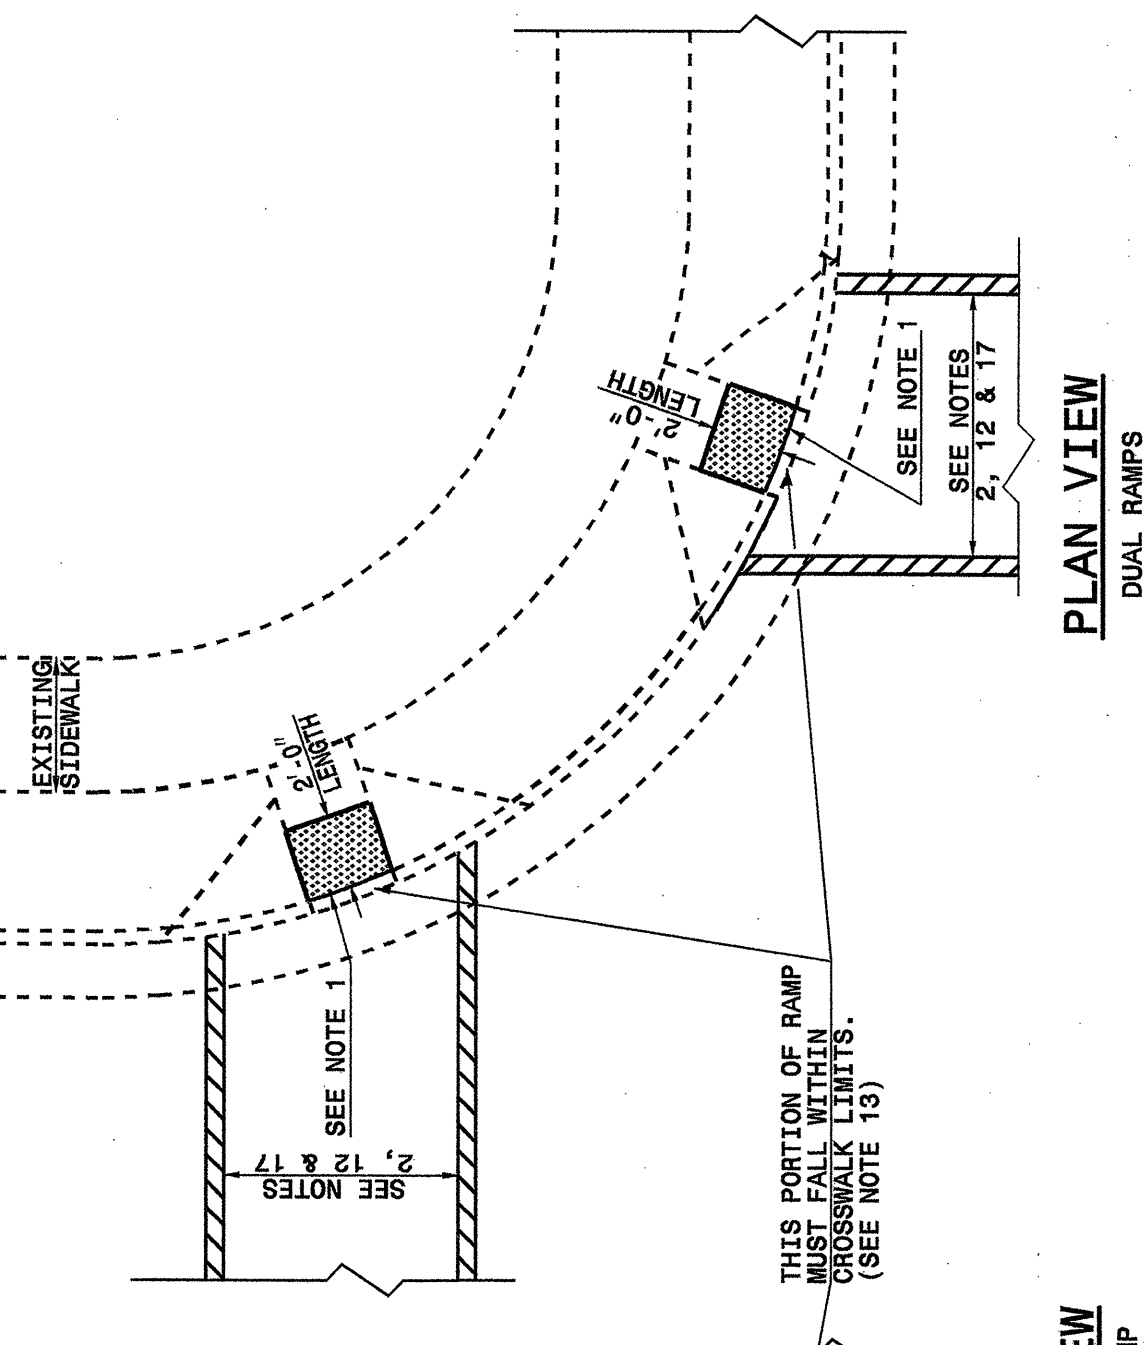 EXISTING
SIDEWALK
2'-0"
LENGTH
2'-0"
LENGTH
SEE NOTE 1
SEE NOTES
2, 12 & 17
SEE NOTE 1
SEE NOTES
2, 12 & 17
THIS PORTION OF RAMP
MUST FALL WITHIN
CROSSWALK LIMITS.
(SEE NOTE 13)
PLAN VIEW
DUAL RAMPS